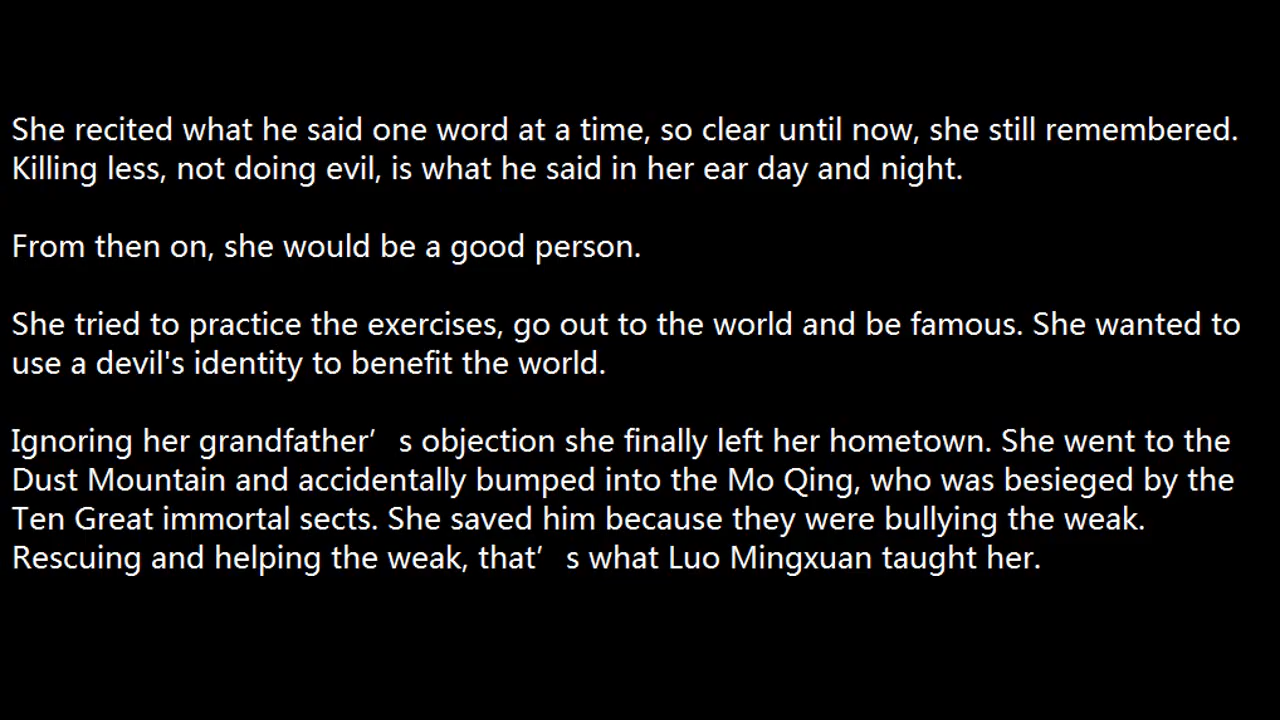 She recited what he said one word at a time, so clear until now, she still remembered.
Killing less, not doing evil, is what he said in her ear day and night.
From then on, she would be a good person.
She tried to practice the exercises, go out to the world and be famous. She wanted to
use a devil's identity to benefit the world.
Ignoring her grandfather’ s objection she finally left her hometown. She went to the
Dust Mountain and accidentally bumped into the Mo Qing, who was besieged by the
Ten Great immortal sects. She saved him because they were bullying the weak.
Rescuing and helping the weak, that’ s what Luo Mingxuan taught her.